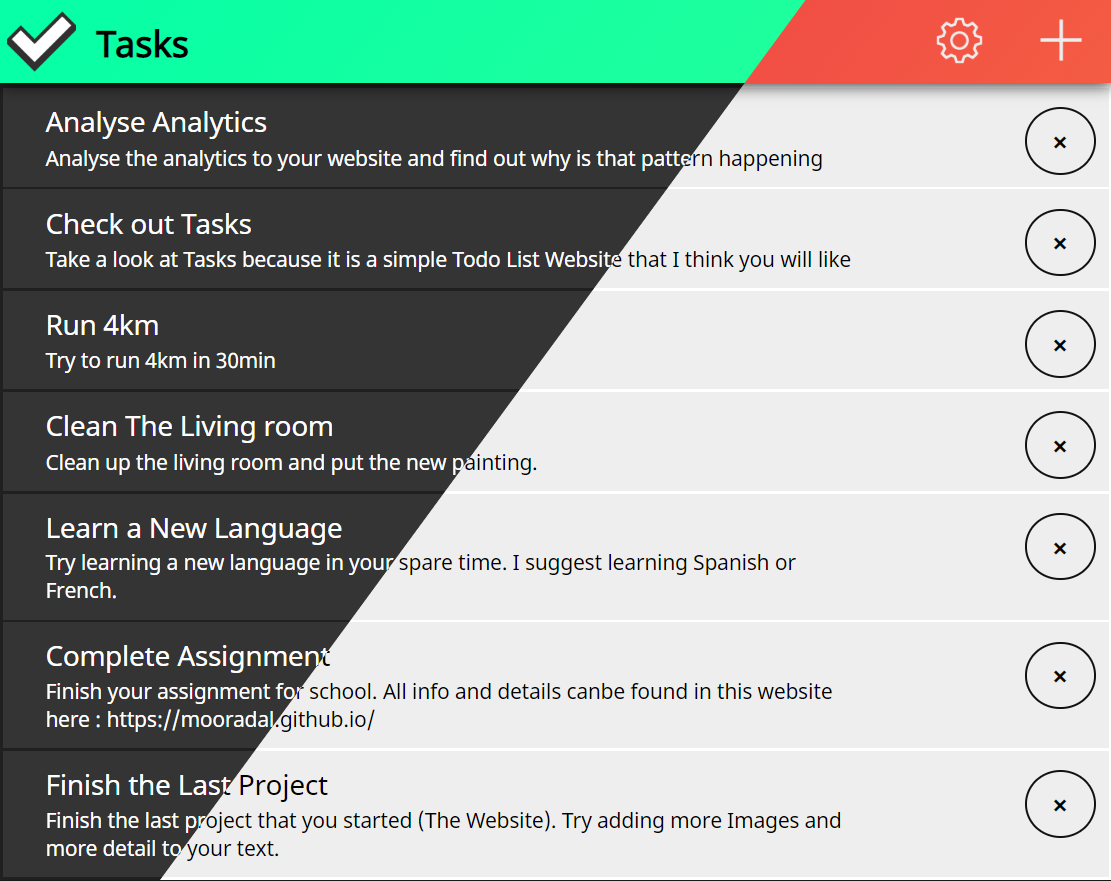 Tasks
Analyse Analytics
Analyse the analytics to your website and find out why is that pattern happening
×
Check out Tasks
Take a look at Tasks because it is a simple Todo List Website that I think you will like
×
Run 4km
Try to run 4km in 30min
×
Clean The Living room
Clean up the living room and put the new painting.
×
Learn a New Language
Try learning a new language in your spare time. I suggest learning Spanish or
French.
×
Complete Assignment
Finish your assignment for school. All info and details canbe found in this website
here : https://mooradal.github.io/
×
Finish the Last Project
Finish the last project that you started (The Website). Try adding more Images and
more detail to your text.
×